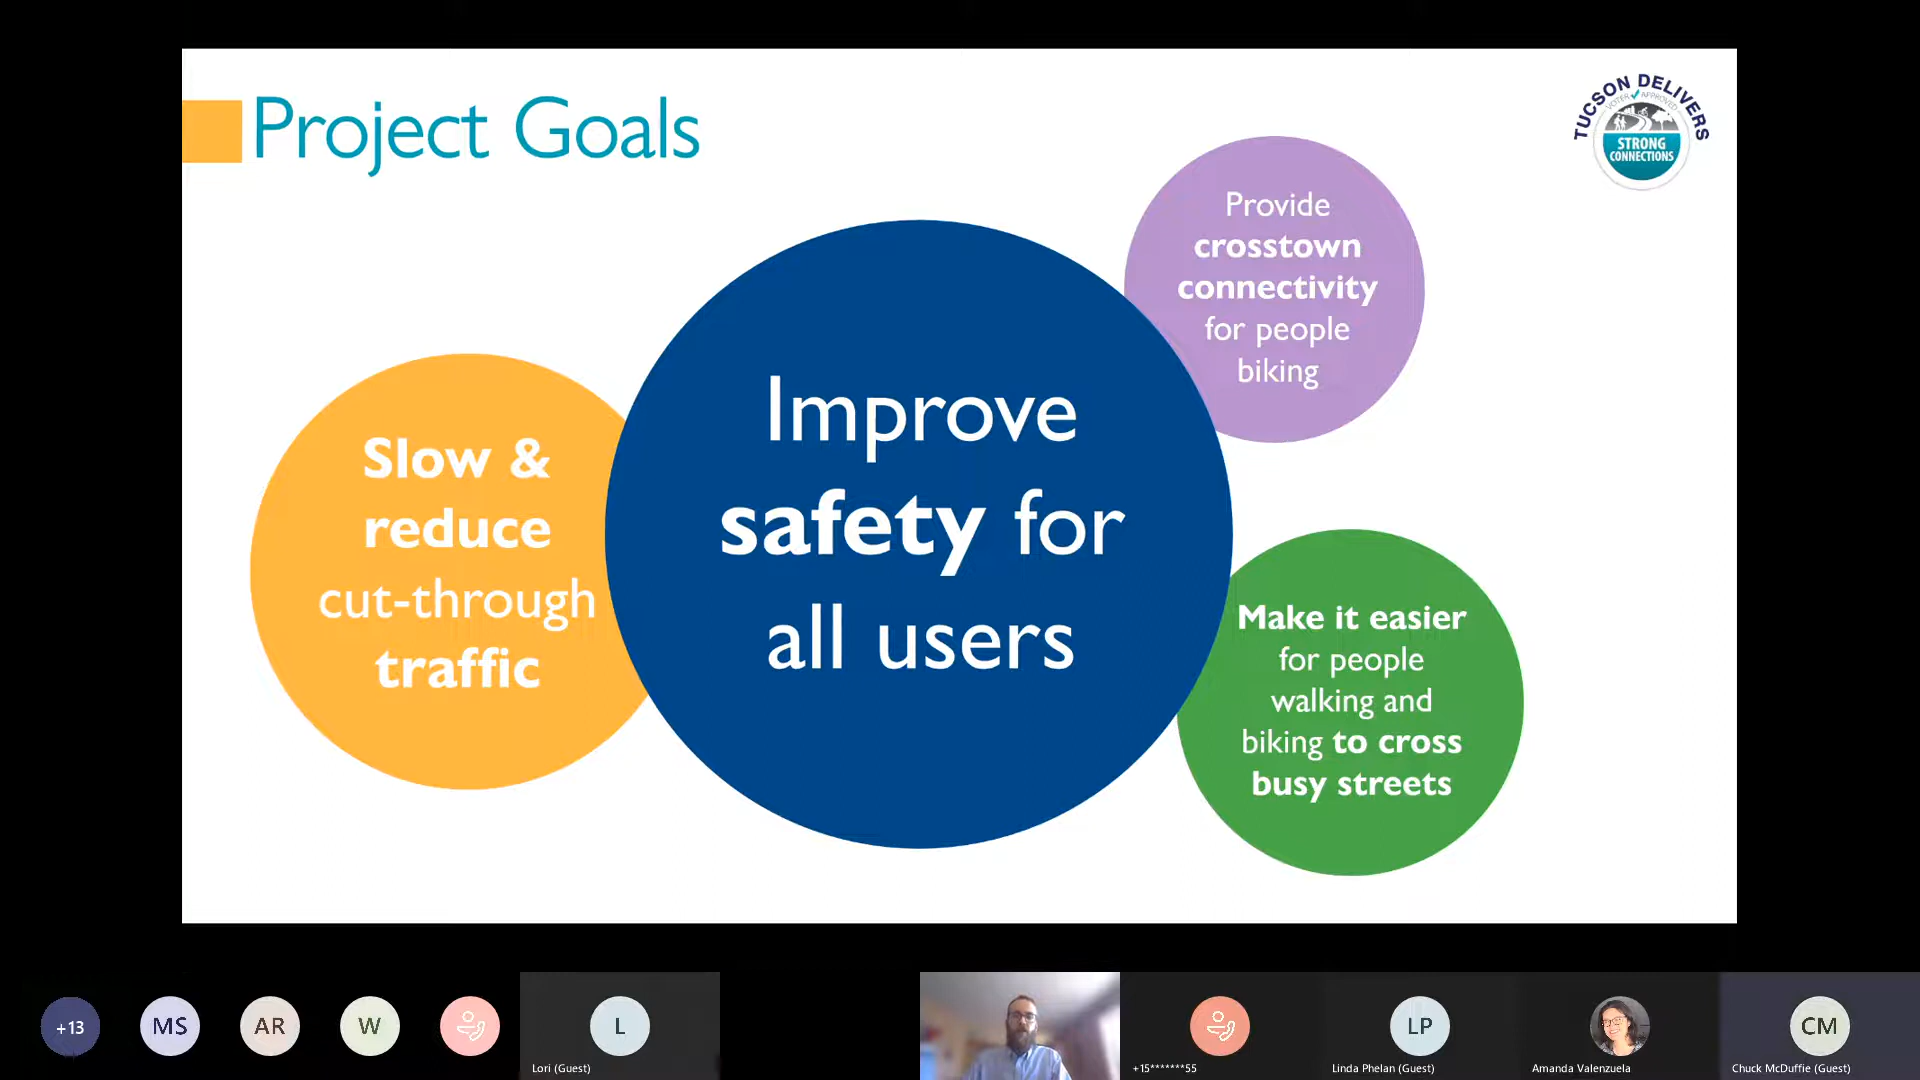 Project Goals
TUCSON DELIVERS
VOTER APPROVED
STRONG
CONNECTIONS
Provide
crosstown
connectivity
for people
biking
Improve
safety for
all users
Slow &
reduce
cut-through
traffic
Make it easier
for people
walking and
biking to cross
busy streets
+13
MS
AR
W
L
Lori (Guest)
+15*******55
LP
Linda Phelan (Guest)
Amanda Valenzuela
CM
Chuck McDuffie (Guest)